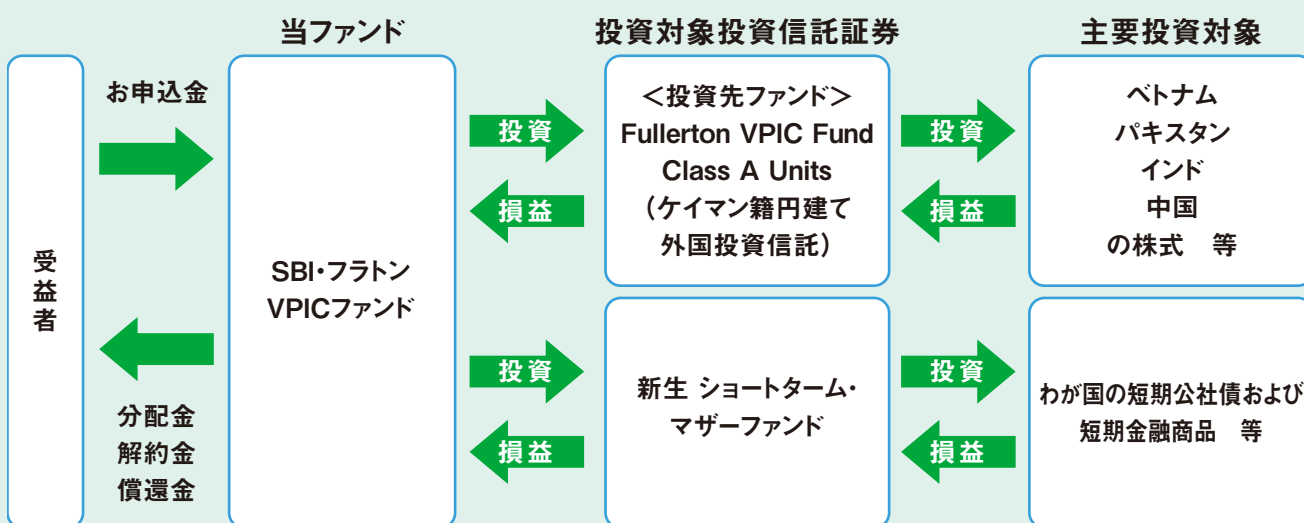 当ファンド
投資対象投資信託証券
主要投資対象
受益者
お申込金
分配金
解約金
償還金
SBI・フラトン
VPICファンド
投資
損益
＜投資先ファンド＞
Fullerton VPIC Fund
Class A Units
（ケイマン籍円建て
外国投資信託）
投資
損益
ベトナム
パキスタン
インド
中国
の株式　等
投資
損益
新生 ショートターム・
マザーファンド
投資
損益
わが国の短期公社債および
短期金融商品　等